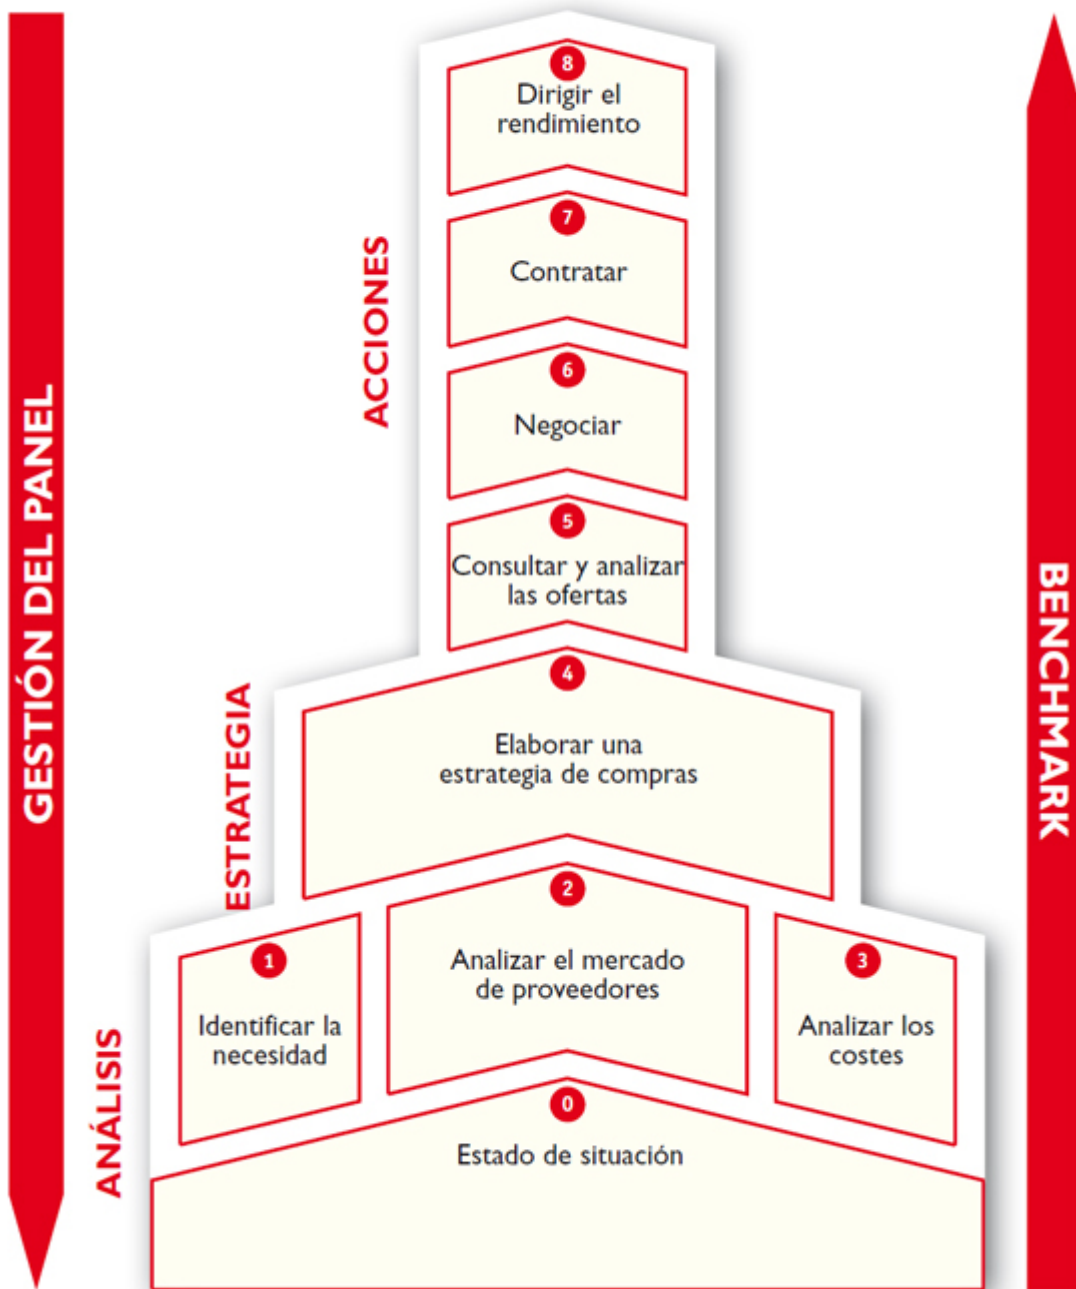 8
Dirigir el
rendimiento
7
Contratar
6
Negociar
5
Consultar y analizar
las ofertas
ACCIONES
4
Elaborar una
estrategia de compras
ESTRATEGIA
2
Analizar el mercado
de proveedores
1
Identificar la
necesidad
3
Analizar los
costes
0
Estado de situación
ANÁLISIS
GESTIÓN DEL PANEL
BENCHMARK